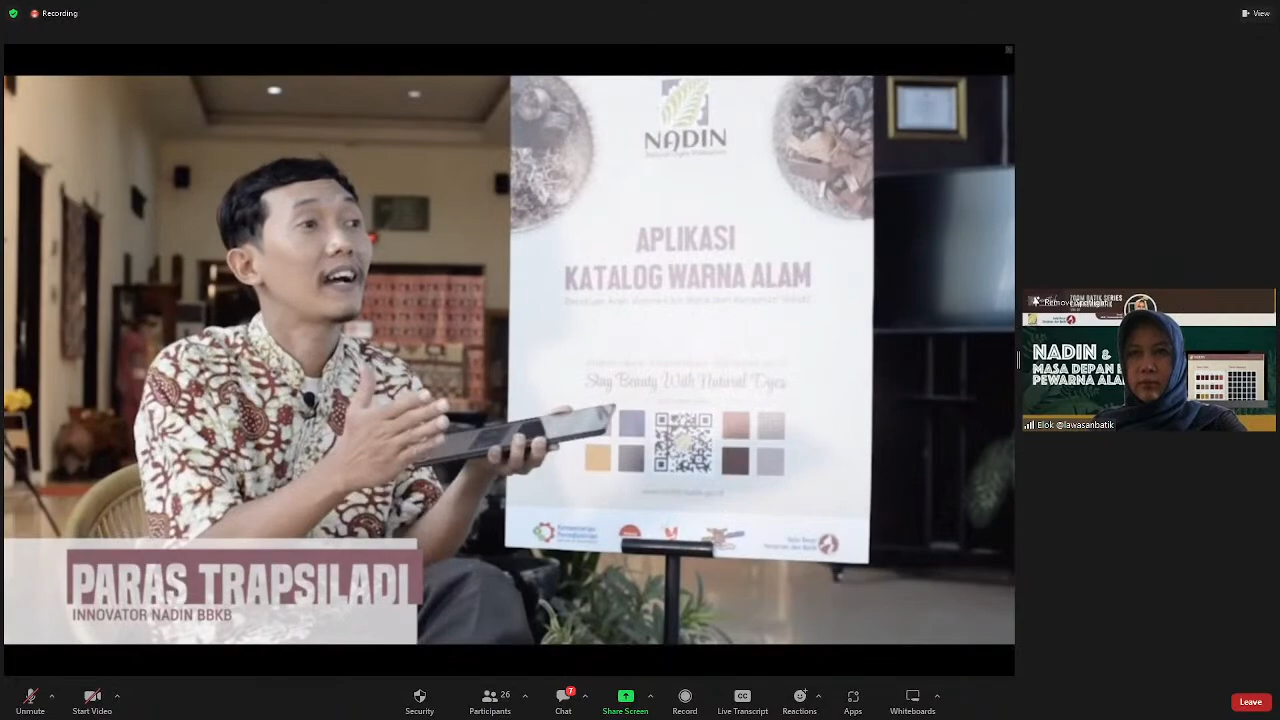 Recording
View
NADIN
APLIKASI
KATALOG WARNA ALAM
Stay Beauty With Natural Dyes
Kementerian
Perindustrian
PARAS TRAPSILADI
INNOVATOR NADIN BBKB
NADIN &
MASA DEPAN
PEWARNA ALA
Elok @lawasanbatik
Unmute
Start Video
Security
26
Participants
7
Chat
Share Screen
Record
CC
Live Transcript
Reactions
Apps
Whiteboards
Leave